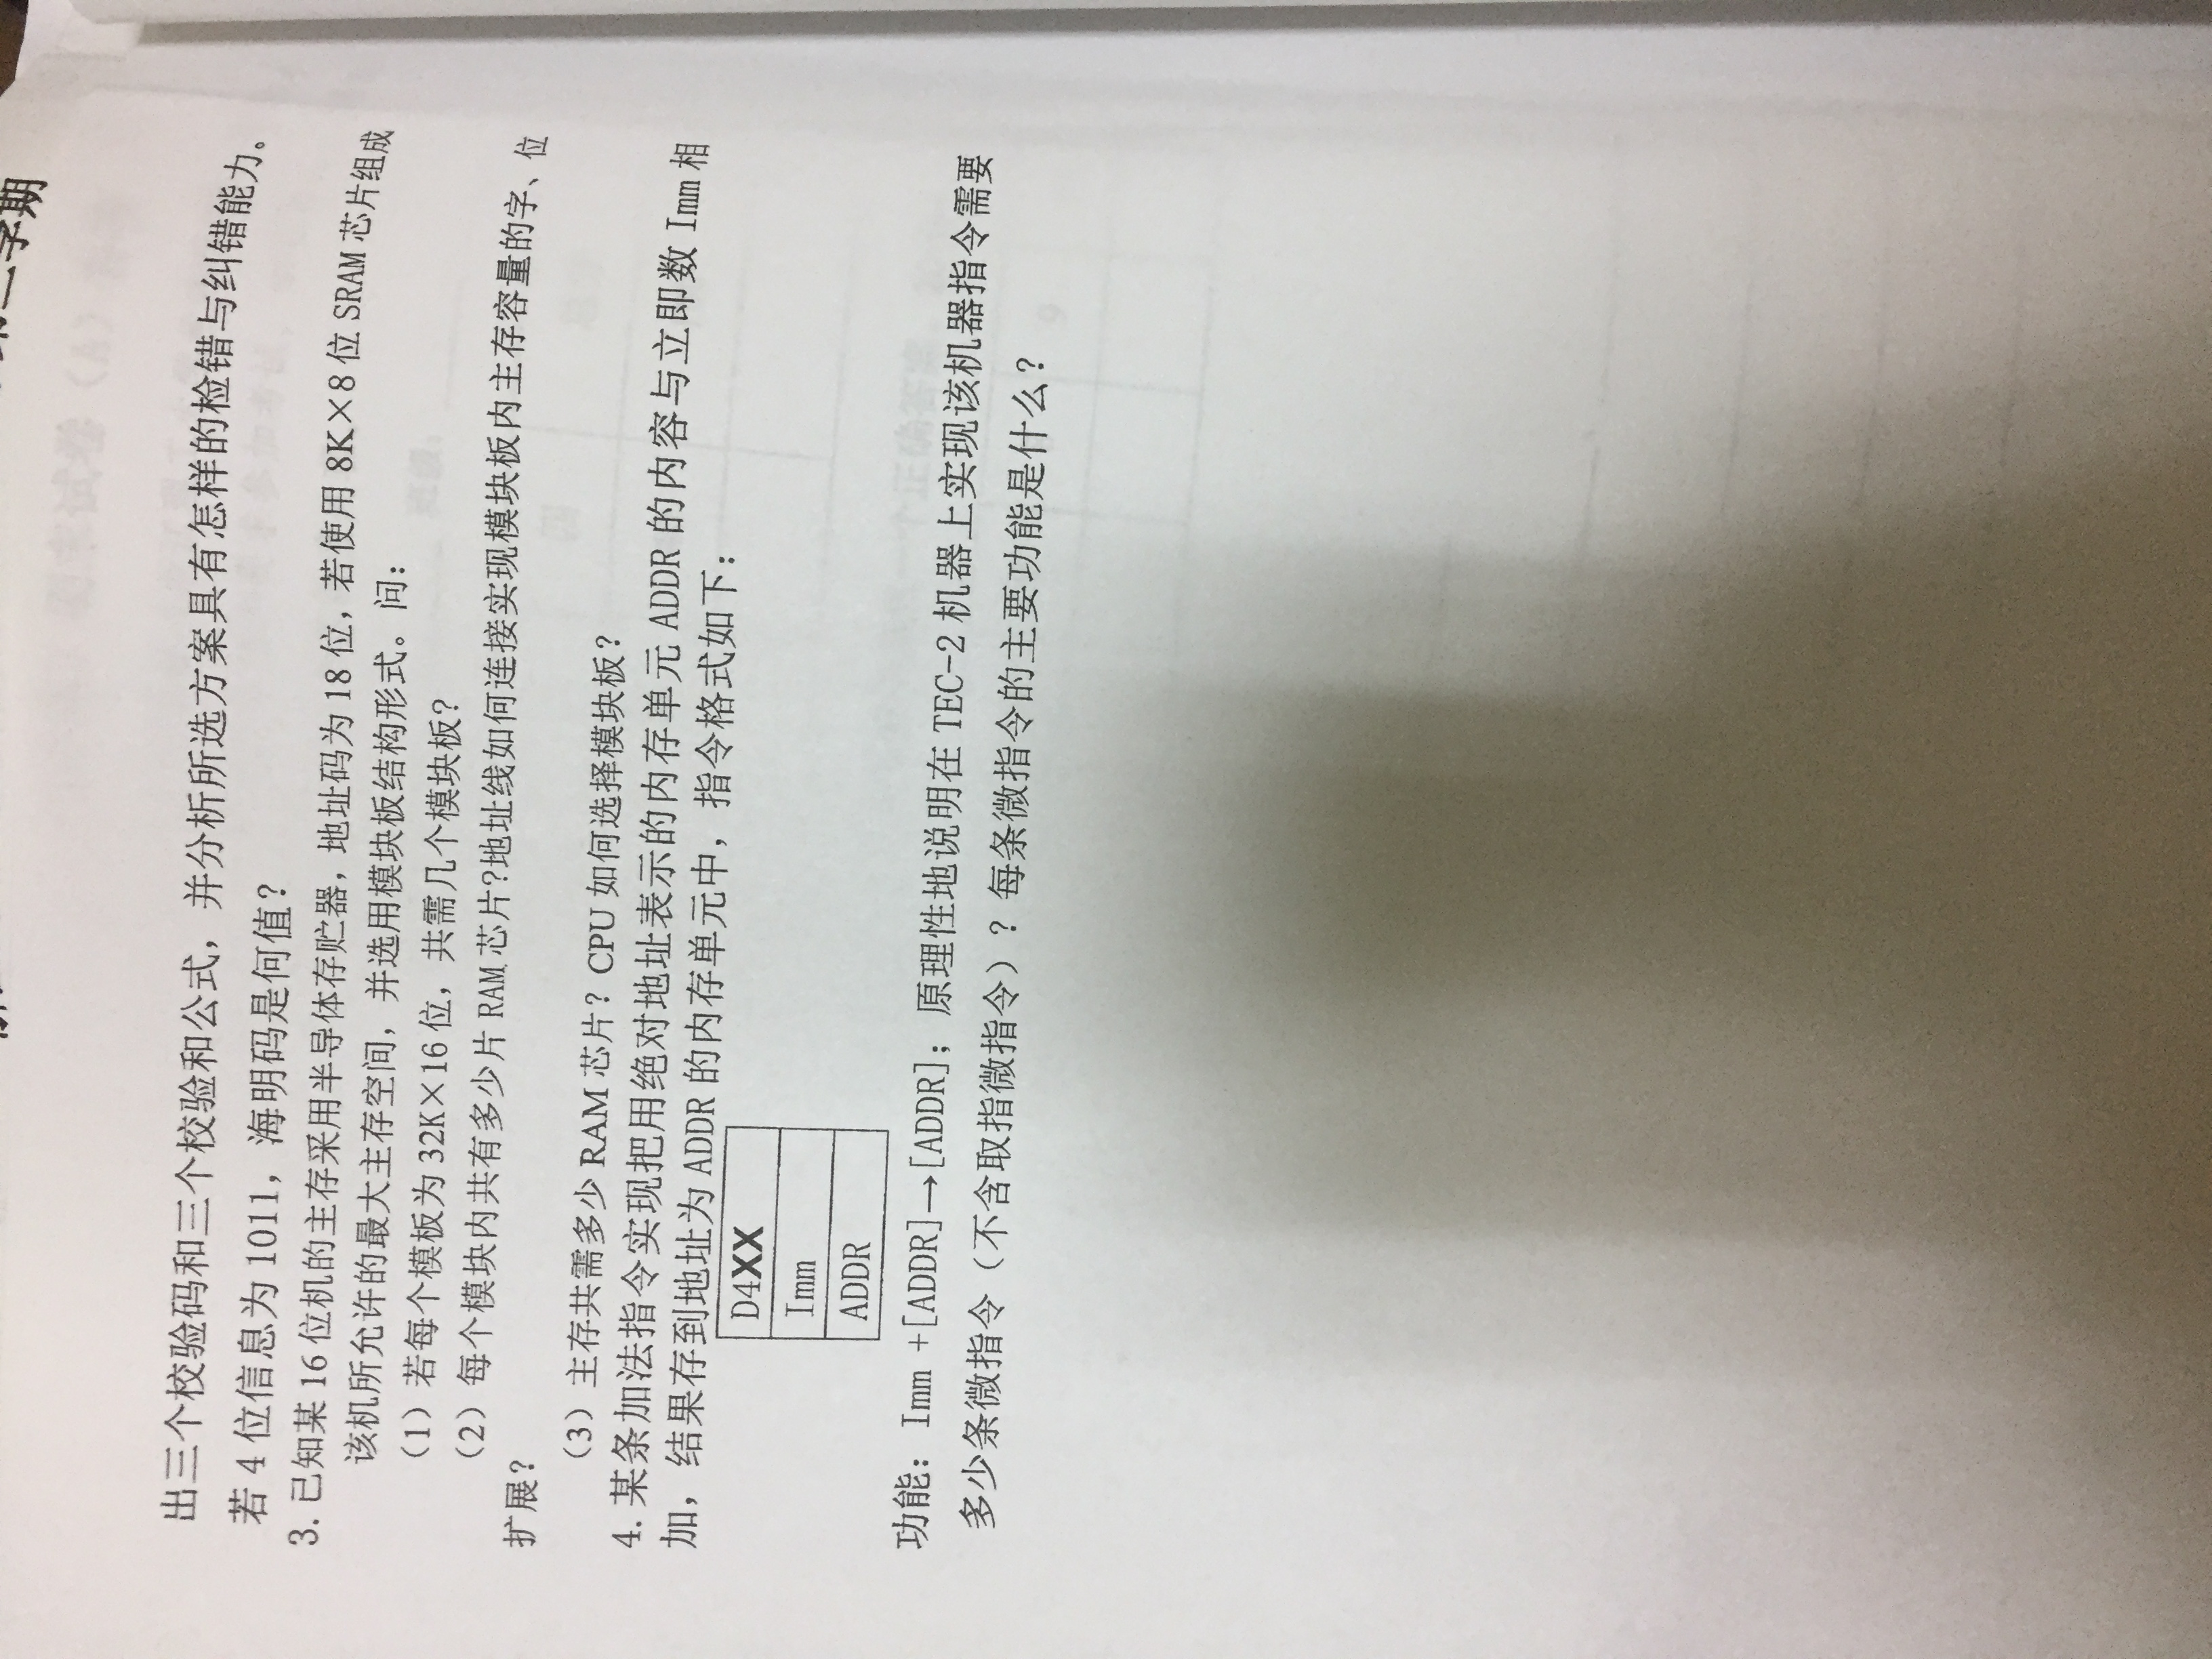 第二学期
出三个校验码和三个校验和公式，并分析所选方案具有怎样的检错与纠错能力。
若 4 位信息为 1011，海明码是何值？
3. 已知某 16 位机的主存采用半导体存贮器，地址码为 18 位，若使用 8K×8 位 SRAM 芯片组成
该机所允许的最大主存空间，并选用模块板结构形式。问：
（1）若每个模板为 32K×16 位，共需几个模块板？
（2）每个模块内共有多少片 RAM 芯片?地址线如何连接实现模块板内主存容量的字、位
扩展？
（3）主存共需多少 RAM 芯片？CPU 如何选择模块板？
4. 某条加法指令实现把用绝对地址表示的内存单元 ADDR 的内容与立即数 Imm 相
加，结果存到地址为 ADDR 的内存单元中，指令格式如下：
D4XX
Imm
ADDR
功能：Imm +[ADDR]→[ADDR]；原理性地说明在 TEC-2 机器上实现该机器指令需要
多少条微指令（不含取指微指令）？每条微指令的主要功能是什么？